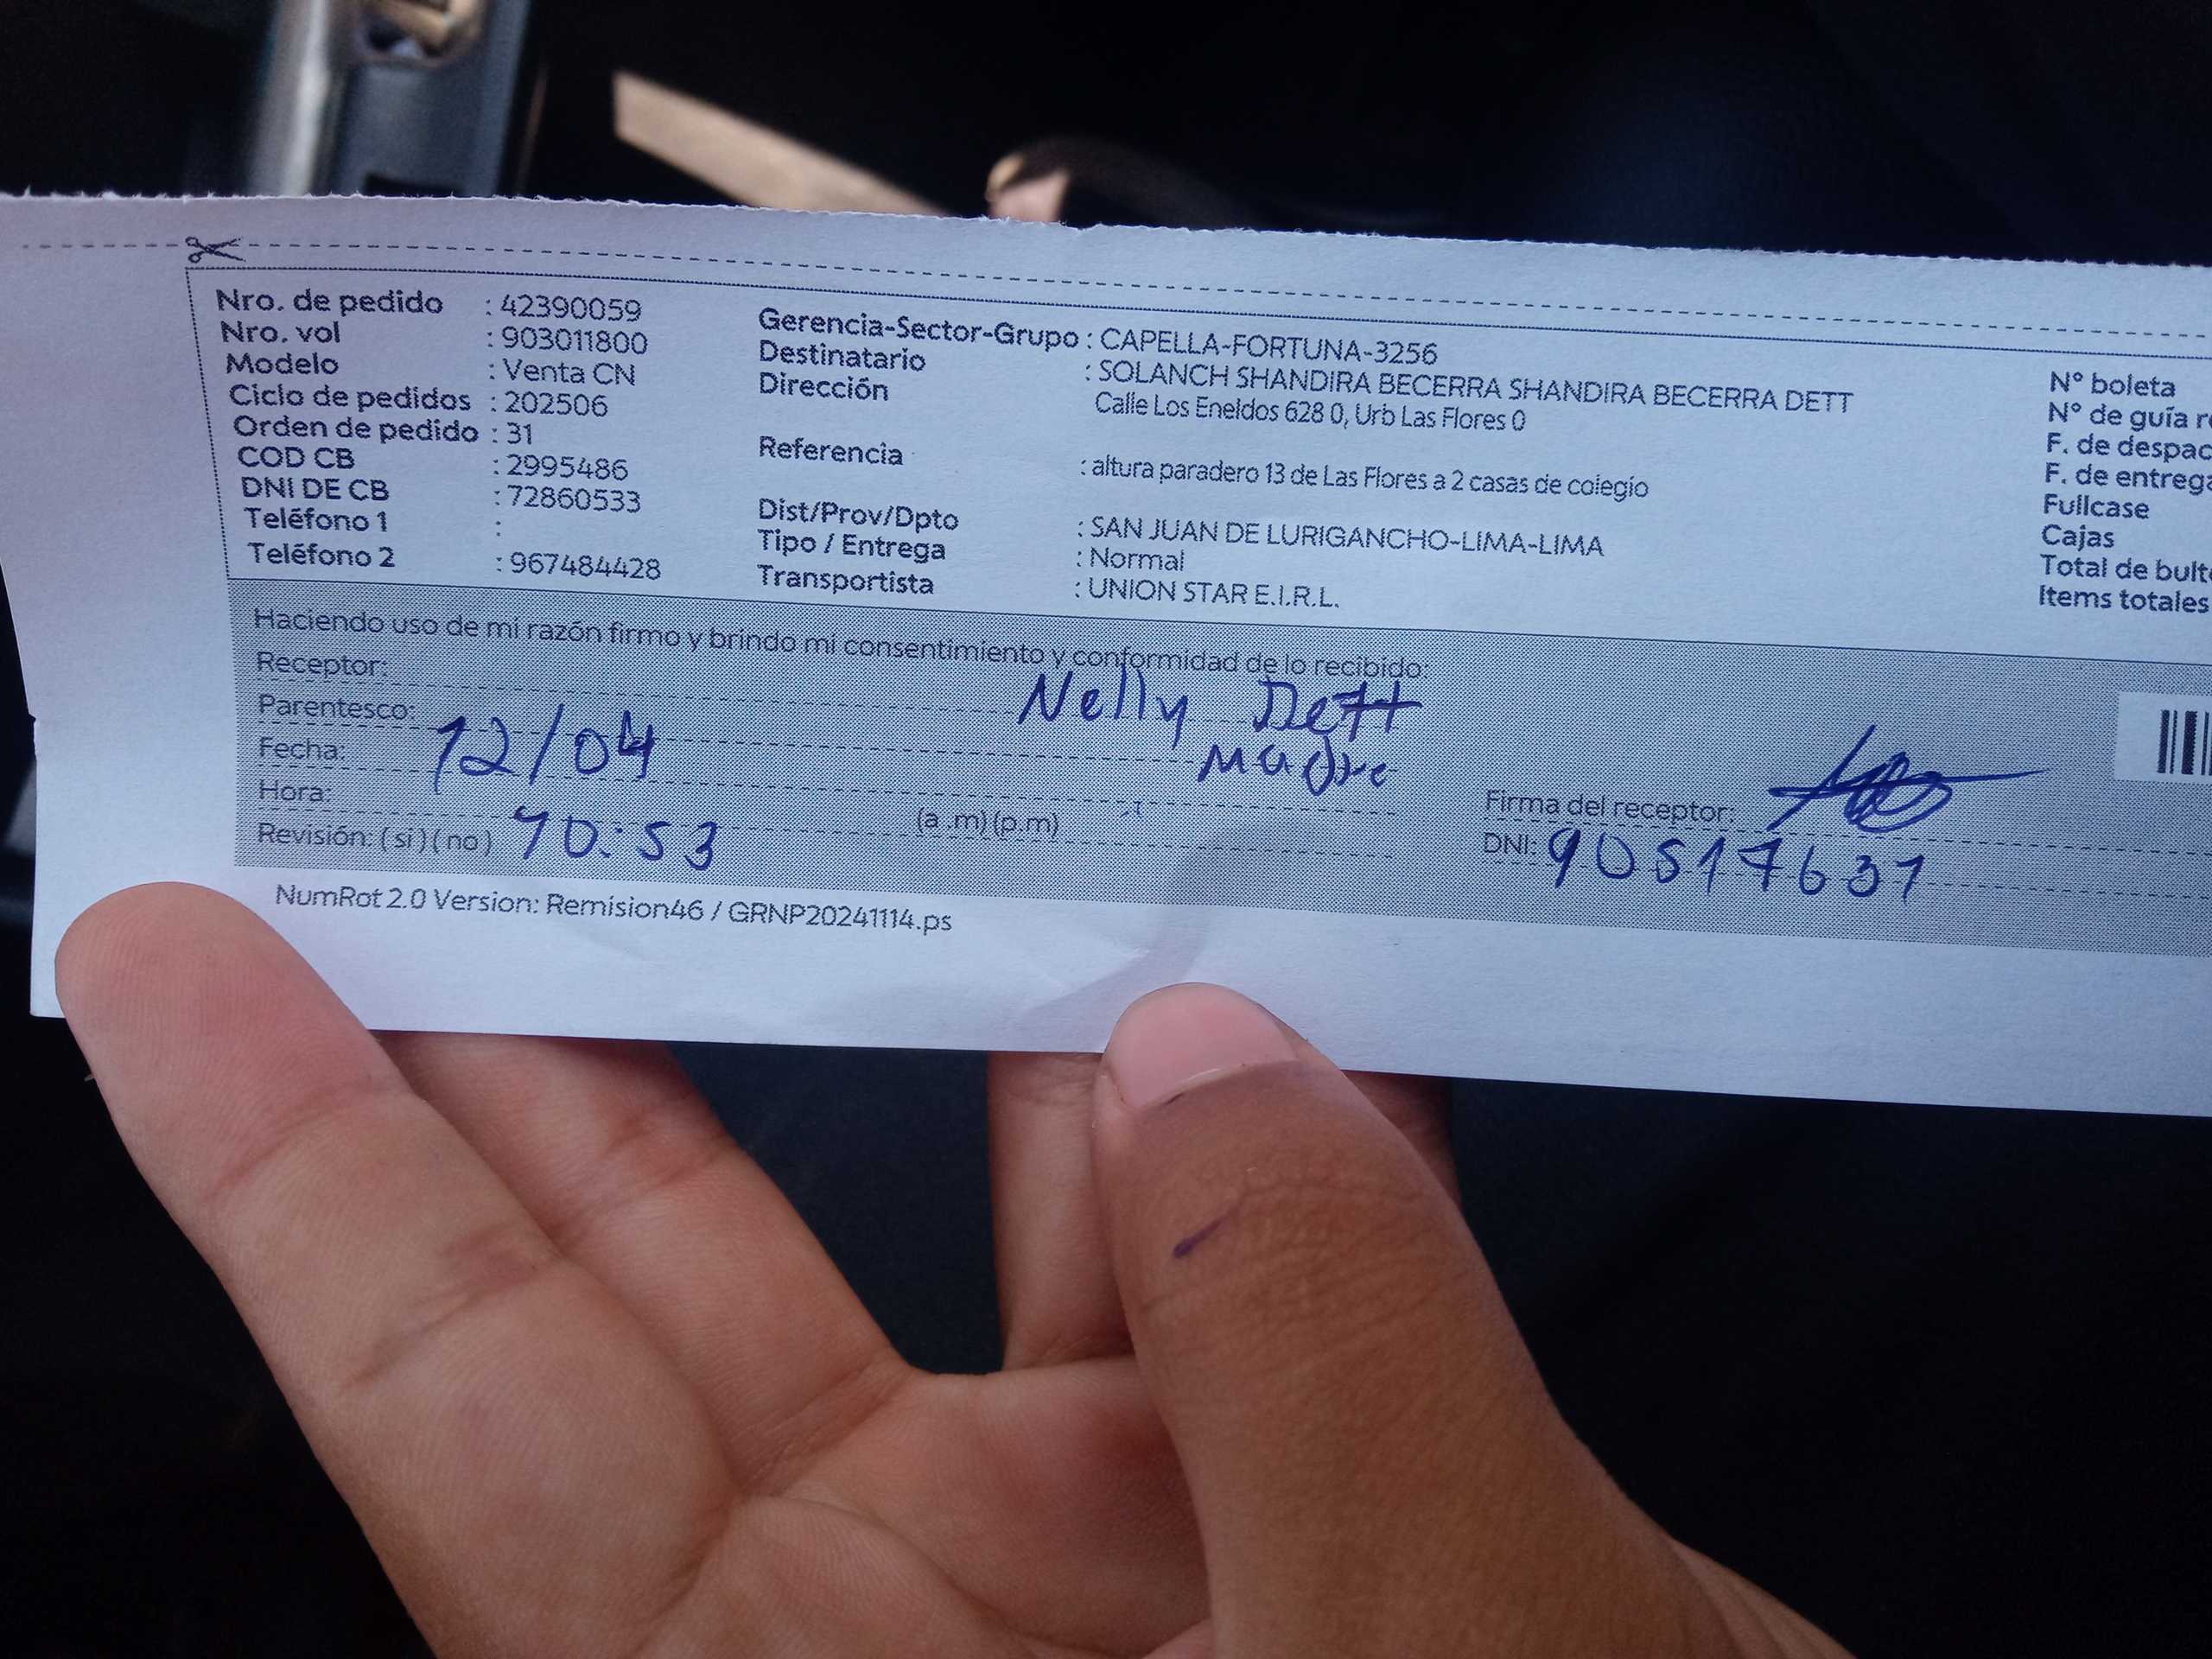 Nro. de pedido : 42390059
Nro. vol : 903011800
Modelo : Venta CN
Ciclo de pedidos : 202506
Orden de pedido : 31
COD CB : 2995486
DNI DE CB : 72860533
Teléfono 1 :
Teléfono 2 : 967484428
Gerencia-Sector-Grupo : CAPELLA-FORTUNA-3256
Destinatario : SOLANCH SHANDIRA BECERRA SHANDIRA BECERRA DETT
Dirección Calle Los Eneldos 628 0, Urb Las Flores 0
Referencia : altura paradero 13 de Las Flores a 2 casas de colegio
Dist/Prov/Dpto : SAN JUAN DE LURIGANCHO-LIMA-LIMA
Tipo / Entrega : Normal
Transportista : UNION STAR E.I.R.L.
N° boleta
N° de guía
F. de
F. de
Fullcase
Cajas
Total de
Items totales
Haciendo uso de mi razón firmo y brindo mi consentimiento y conformidad de lo recibido:
Receptor: Nelly Dett
Parentesco: Madre
Fecha: 12/04
Hora: 10:53 (a .m) (p.m)
Revisión: ( si ) ( no )
Firma del receptor:
DNI: 90517631
NumRot 2.0 Version: Remision46 / GRNP20241114.ps